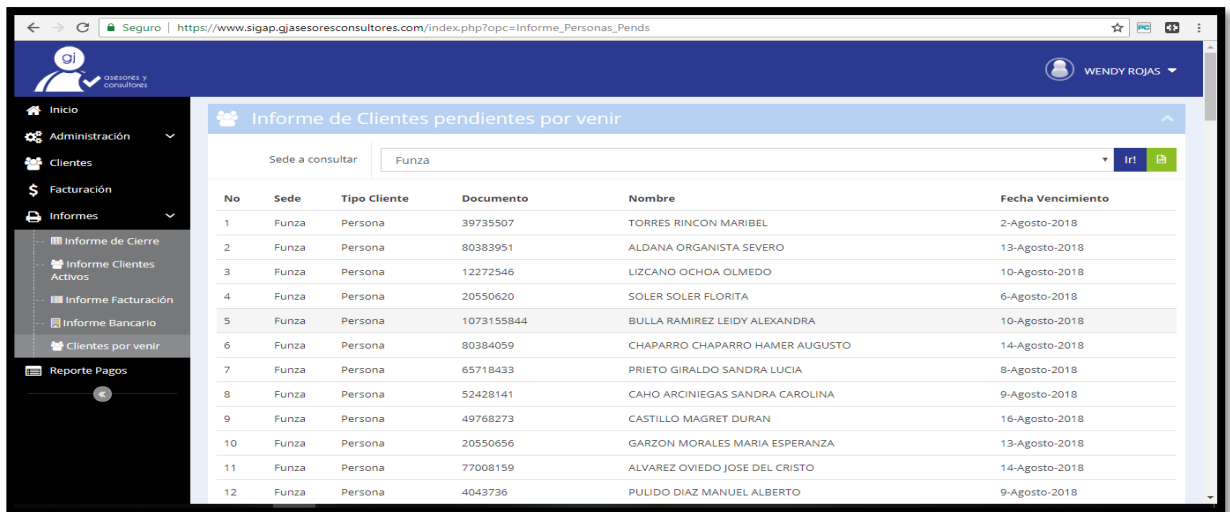 Seguro | https://www.sigap.gjasesoresconsultores.com/index.php?opc=Informe_Personas_Pends
gj
asesores y
consultores
WENDY ROJAS
Inicio
Administración
Clientes
Facturación
Informes
Informe de Cierre
Informe Clientes
Activos
Informe Facturación
Informe Bancario
Clientes por venir
Reporte Pagos
Informe de Clientes pendientes por venir
Sede a consultar Funza Ir!
No Sede Tipo Cliente Documento Nombre Fecha Vencimiento
1 Funza Persona 39735507 TORRES RINCON MARIBEL 2-Agosto-2018
2 Funza Persona 80383951 ALDANA ORGANISTA SEVERO 13-Agosto-2018
3 Funza Persona 12272546 LIZCANO OCHOA OLMEDO 10-Agosto-2018
4 Funza Persona 20550620 SOLER SOLER FLORITA 6-Agosto-2018
5 Funza Persona 1073155844 BULLA RAMIREZ LEIDY ALEXANDRA 10-Agosto-2018
6 Funza Persona 80384059 CHAPARRO CHAPARRO HAMER AUGUSTO 14-Agosto-2018
7 Funza Persona 65718433 PRIETO GIRALDO SANDRA LUCIA 8-Agosto-2018
8 Funza Persona 52428141 CAHO ARCINIEGAS SANDRA CAROLINA 9-Agosto-2018
9 Funza Persona 49768273 CASTILLO MAGRET DURAN 16-Agosto-2018
10 Funza Persona 20550656 GARZON MORALES MARIA ESPERANZA 13-Agosto-2018
11 Funza Persona 77008159 ALVAREZ OVIEDO JOSE DEL CRISTO 14-Agosto-2018
12 Funza Persona 4043736 PULIDO DIAZ MANUEL ALBERTO 9-Agosto-2018